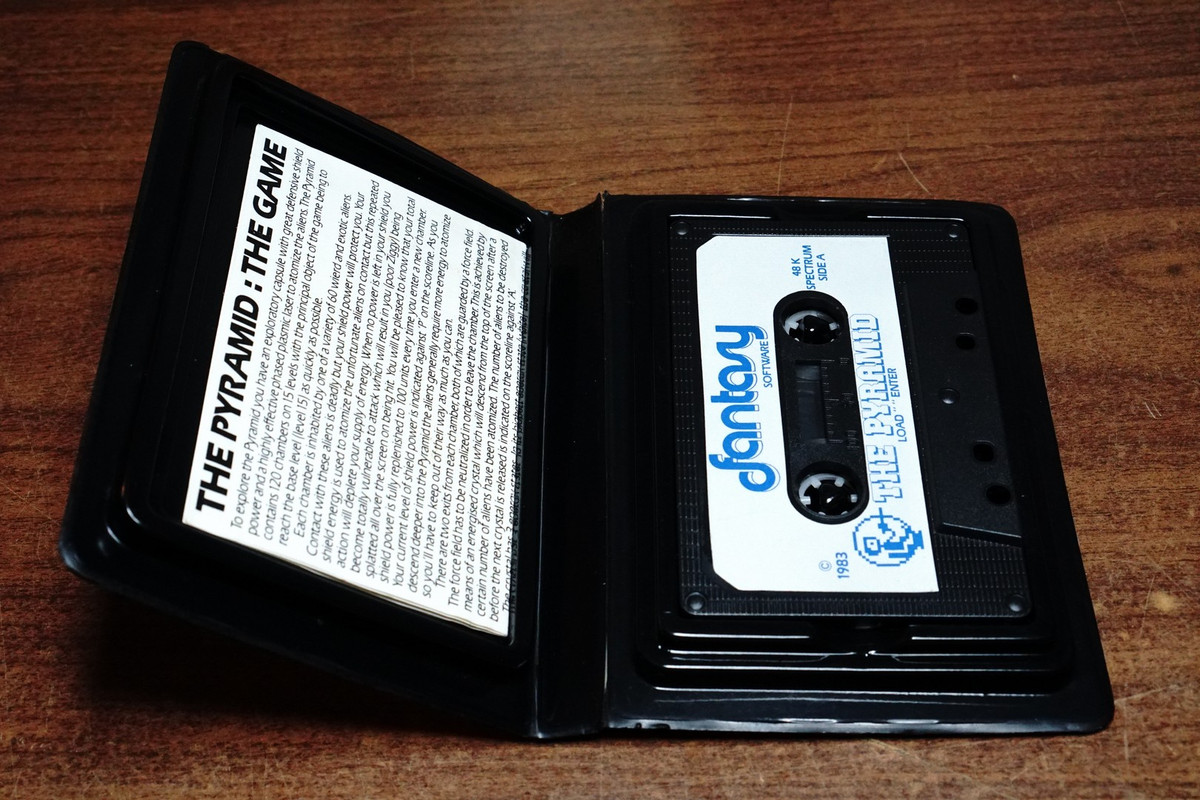 THE PYRAMID : THE GAME
To explore the Pyramid you have an exploratory capsule with great defensive shield
power and a highly effective phased plasmic laser to atomize the aliens. The Pyramid
contains 120 chambers on 15 levels with the principal object of the game being to
reach the base level (level 15) as quickly as possible.
Each chamber is inhabited by one of a variety of 60 wierd and exotic aliens.
Contact with these aliens is deadly but your shield power will protect you. Your
shield energy is used to atomize the unfortunate aliens on contact but this repeated
action will deplete your supply of energy. When no power is left in your shield you
become totally vulnerable to attack which will result in you (poor Ziggy) being
splatted all over the screen on being hit. You will be pleased to know that your total
shield power is fully replenished to 100 units every time you enter a new chamber.
Your current level of shield power is indicated against 'P' on the scoreline. As you
descend deeper into the Pyramid the aliens generally require more energy to atomize
so you'll have to keep out of their way as much as you can.
There are two exits from each chamber, both of which are guarded by a force field.
The force field has to be neutralized in order to leave the chamber. This is achieved by
means of an energised crystal which will descend from the top of the screen after a
certain number of aliens have been atomized. The number of aliens to be destroyed
before the next crystal is released is indicated on the scoreline against 'A'.
fantasy
SOFTWARE
48 K
SPECTRUM
SIDE A
THE PYRAMID
LOAD " " ENTER
© 1983